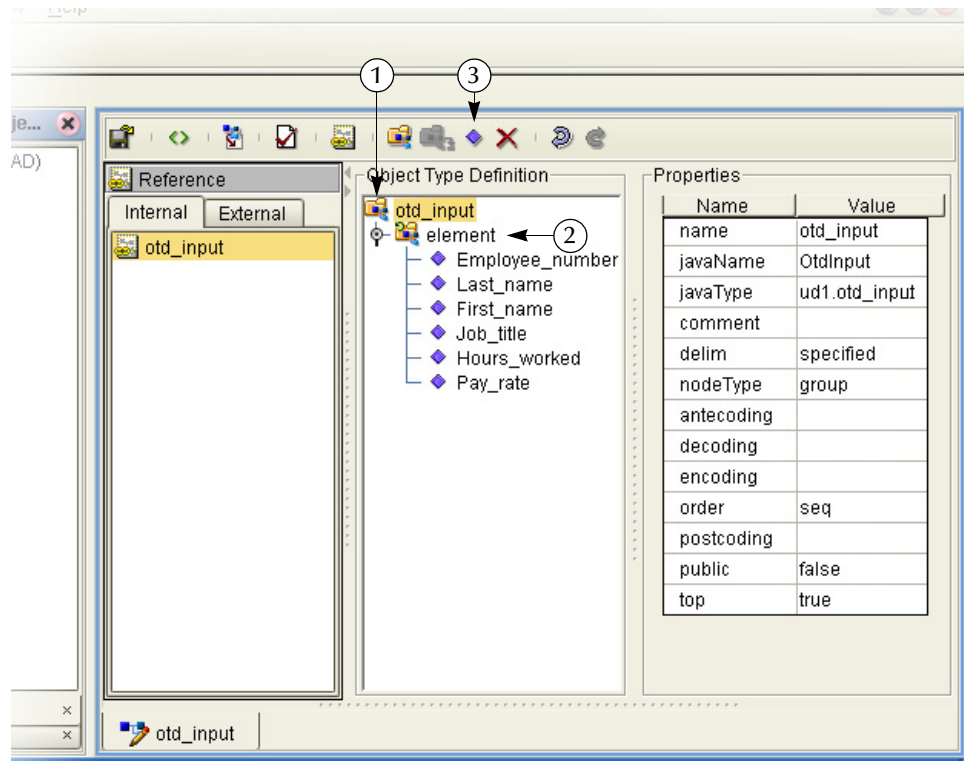 Help
1
3
je...
AD)
Reference
Internal
External
otd_input
Object Type Definition
otd_input
element
2
Employee_number
Last_name
First_name
Job_title
Hours_worked
Pay_rate
Properties
Name Value
name otd_input
javaName OtdInput
javaType ud1.otd_input
comment
delim specified
nodeType group
antecoding
decoding
encoding
order seq
postcoding
public false
top true
otd_input